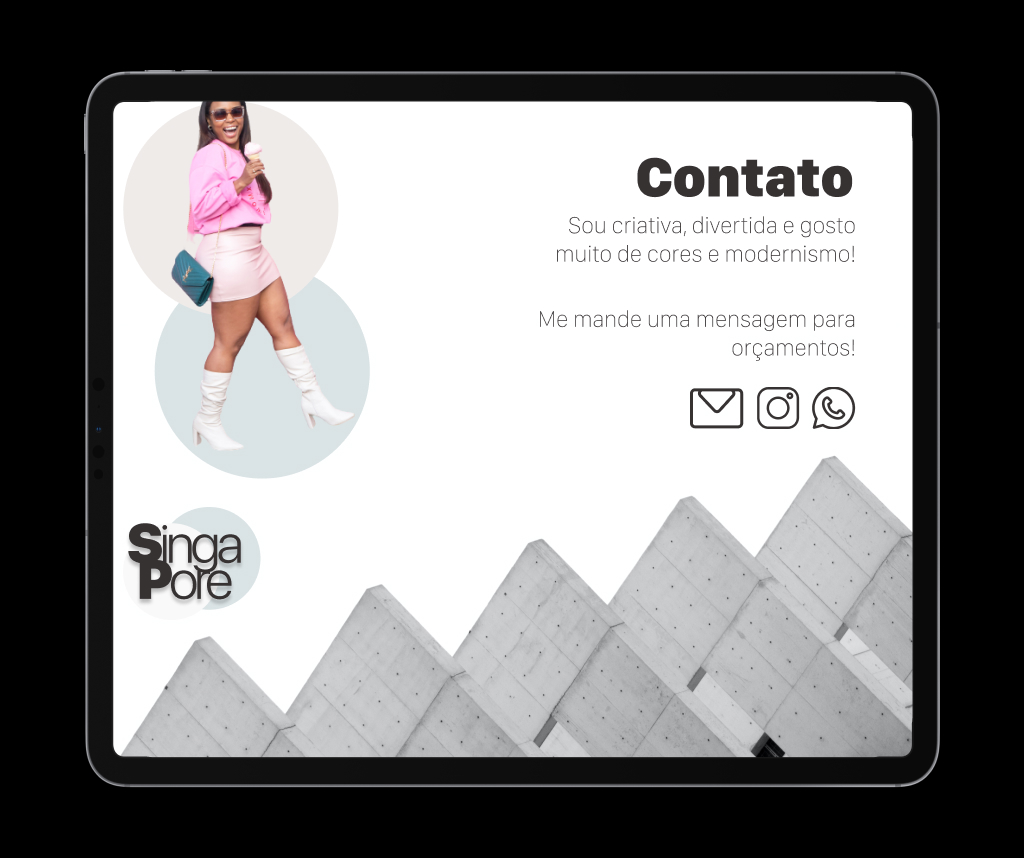 Contato
Sou criativa, divertida e gosto
muito de cores e modernismo!
Me mande uma mensagem para
orçamentos!
Singa
Pore